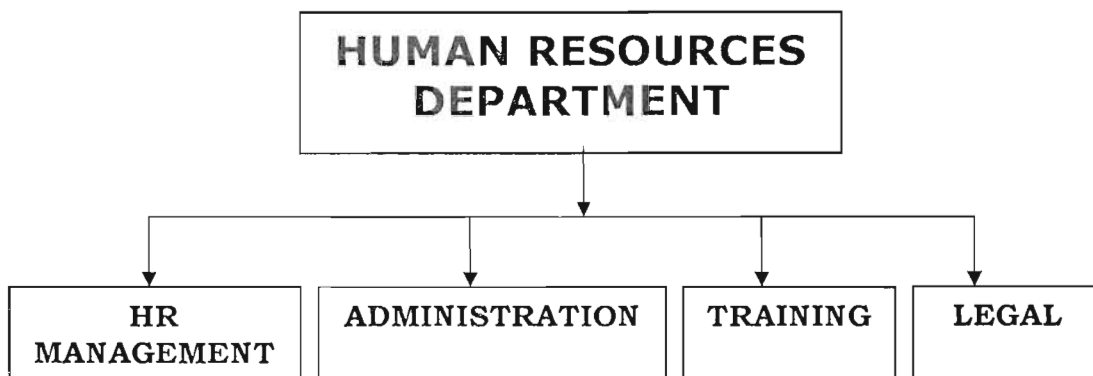 HUMAN RESOURCES
DEPARTMENT
HR
MANAGEMENT
ADMINISTRATION
TRAINING
LEGAL